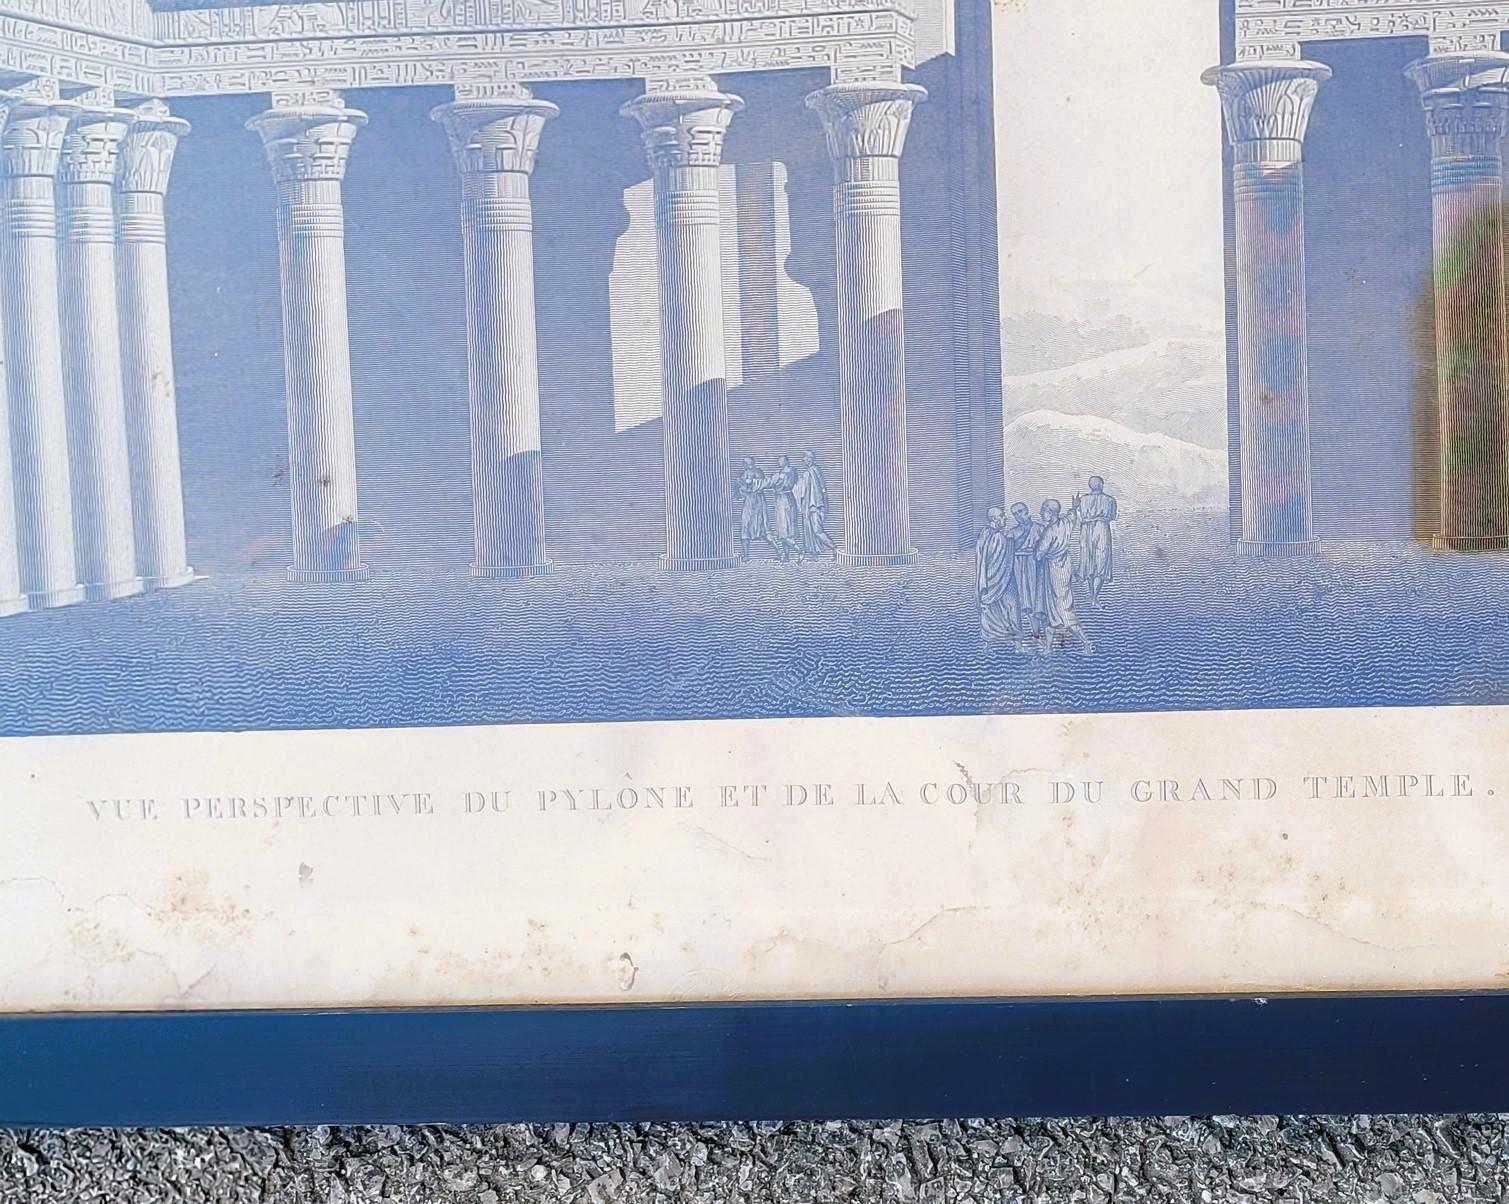 VUE PERSPECTIVE DU PYLÔNE ET DE LA COUR DU GRAND TEMPLE.